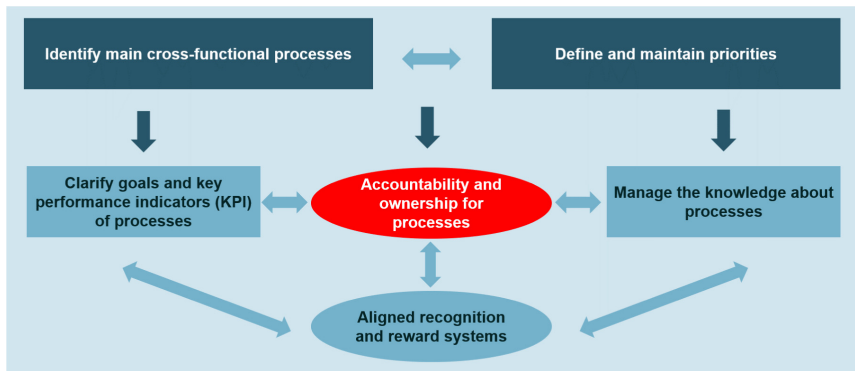 Identify main cross-functional processes
Define and maintain priorities
Clarify goals and key
performance indicators (KPI)
of processes
Accountability and
ownership for
processes
Manage the knowledge about
processes
Aligned recognition
and reward systems